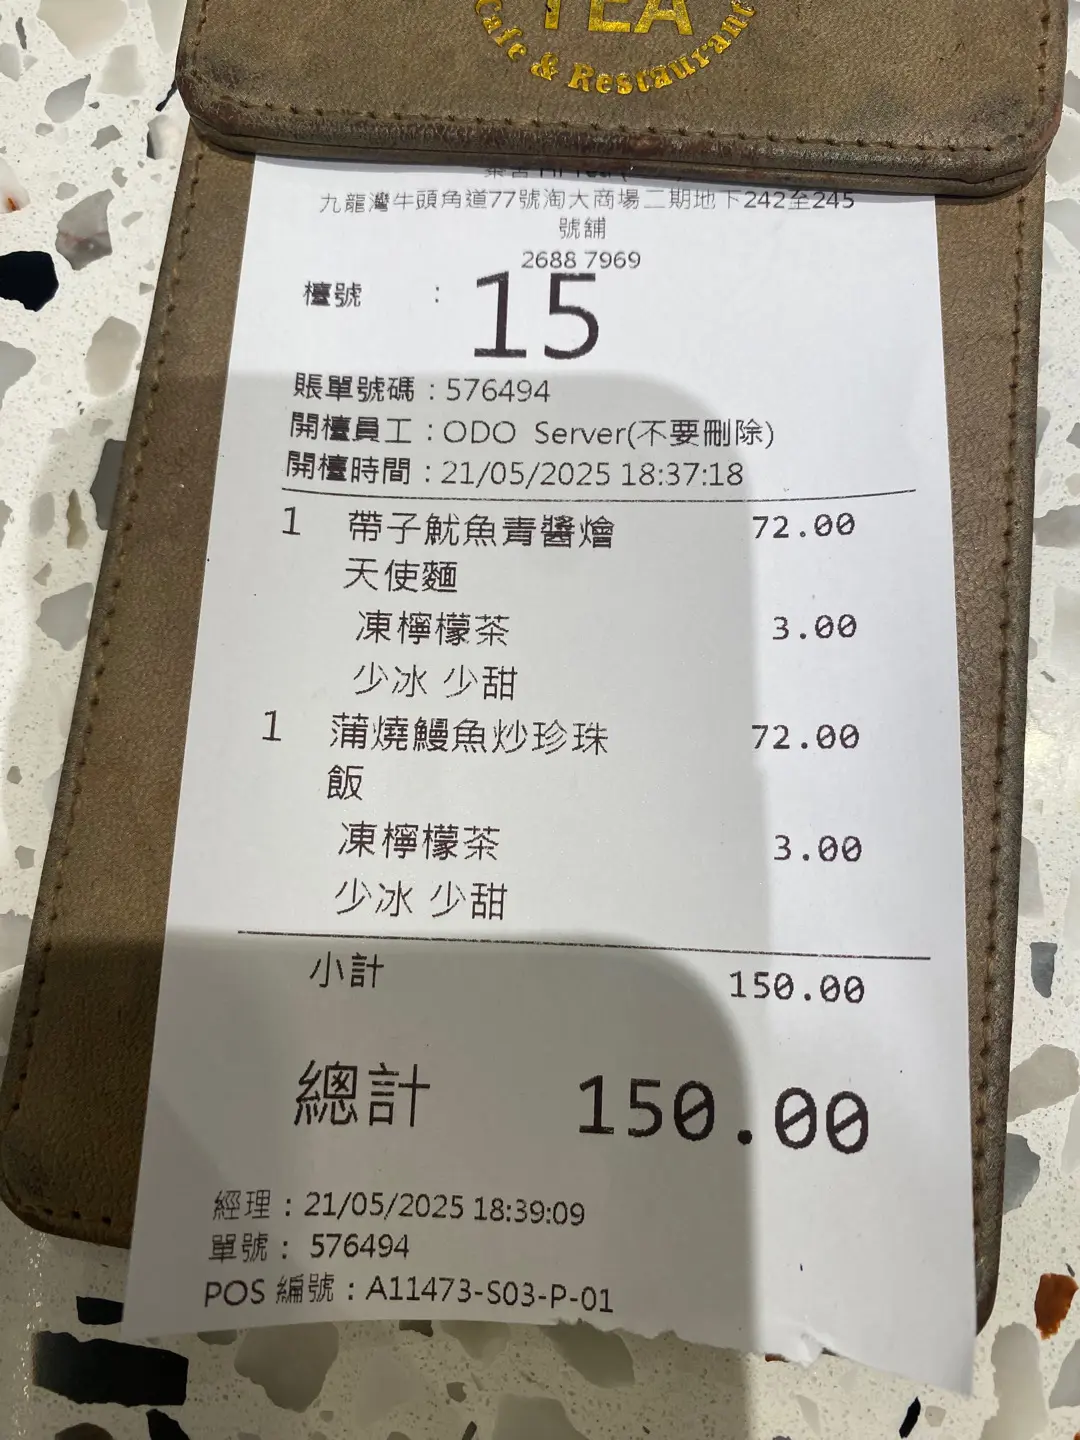 TEA
Cafe & Restaurant
九龍灣牛頭角道77號淘大商場二期地下242至245
號舖
2688 7969
檯號 : 15
賬單號碼 : 576494
開檯員工 : ODO Server(不要刪除)
開檯時間 : 21/05/2025 18:37:18
1 帶子魷魚青醬燴 72.00
天使麵
凍檸檬茶 3.00
少冰 少甜
1 蒲燒鰻魚炒珍珠 72.00
飯
凍檸檬茶 3.00
少冰 少甜
小計 150.00
總計 150.00
經理 : 21/05/2025 18:39:09
單號 : 576494
POS 編號 : A11473-S03-P-01